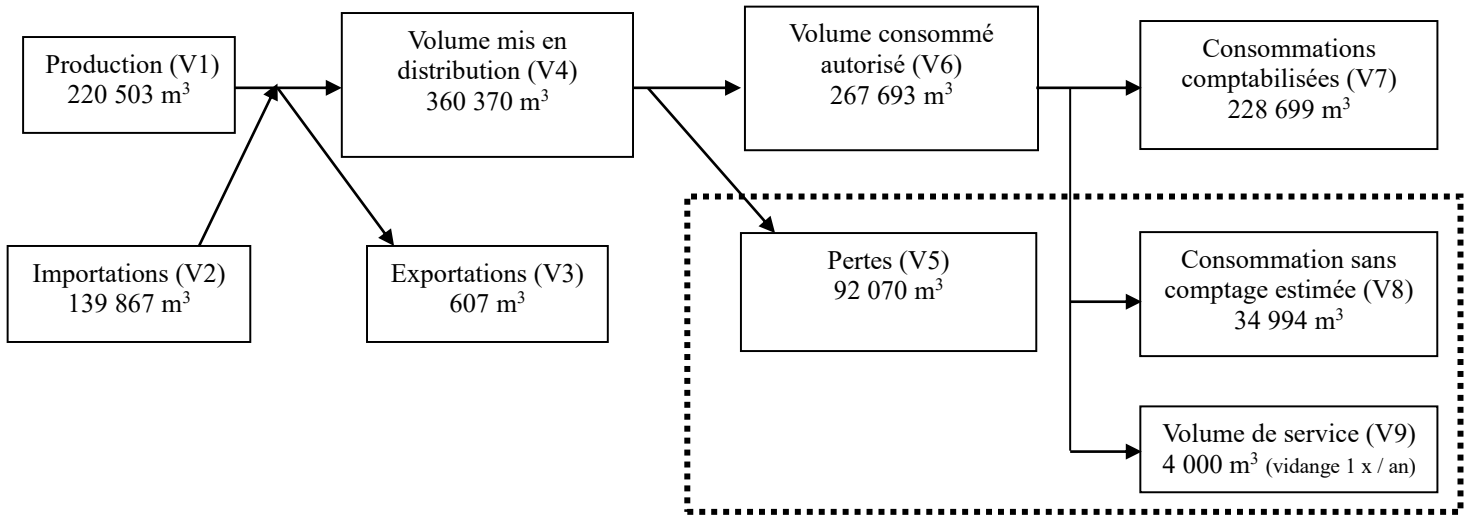 Production (V1)
220 503 m³
Volume mis en
distribution (V4)
360 370 m³
Volume consommé
autorisé (V6)
267 693 m³
Consommations
comptabilisées (V7)
228 699 m³
Importations (V2)
139 867 m³
Exportations (V3)
607 m³
Pertes (V5)
92 070 m³
Consommation sans
comptage estimée (V8)
34 994 m³
Volume de service (V9)
4 000 m³ (vidange 1 x / an)